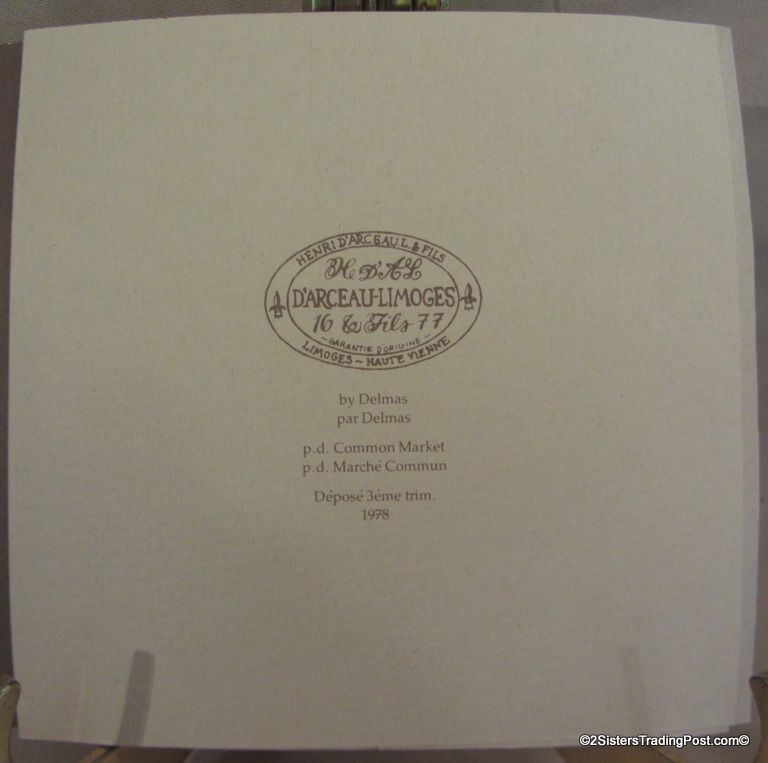 HENRI D'ARCEAU L. & FILS
H D'AL
D'ARCEAU-LIMOGES
16 & Fils 77
~ GARANTIE D'ORIGINE ~
LIMOGES ~ HAUTE VIENNE
by Delmas
par Delmas
p.d. Common Market
p.d. Marché Commun
Déposé 3ème trim.
1978
©2SistersTradingPost.com©